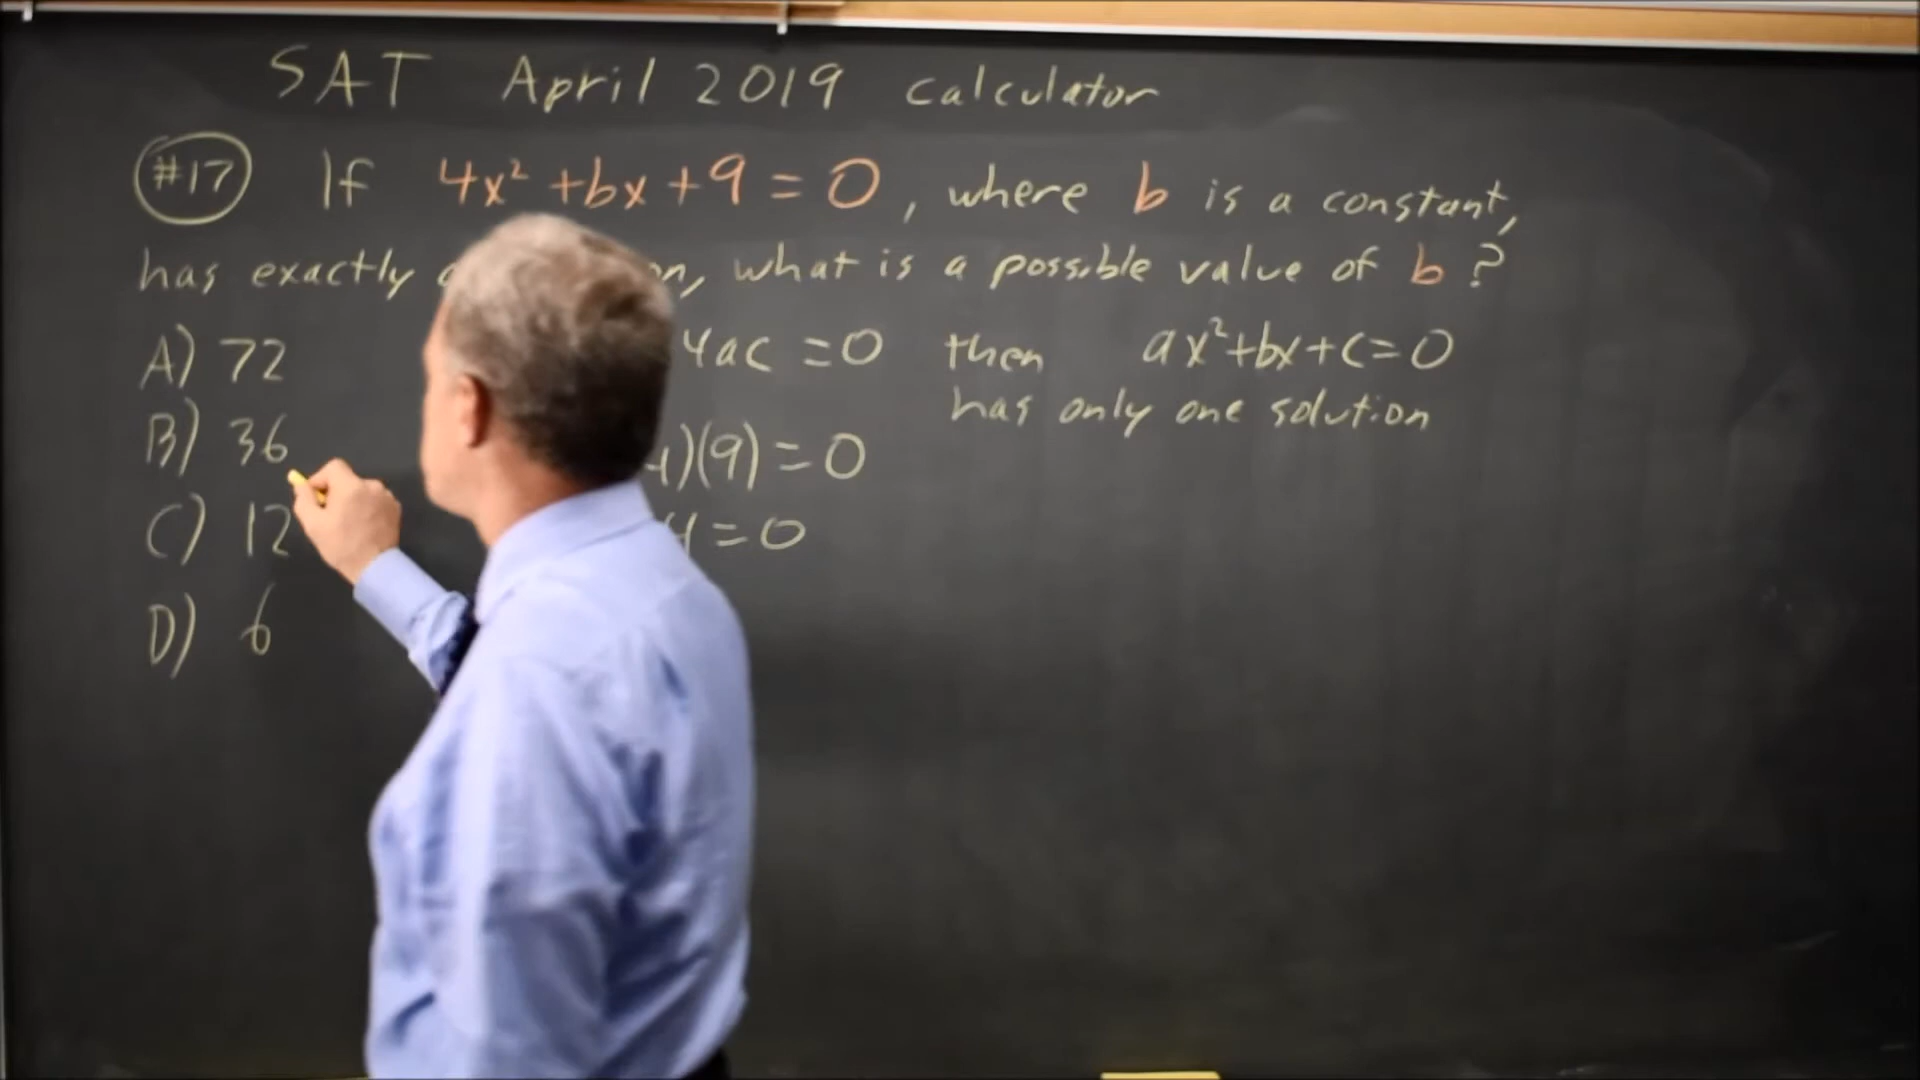 SAT April 2019 calculator
#17 If 4x² + bx + 9 = 0, where b is a constant,
has exactly what is a possible value of b?
A) 72
4ac = 0 then ax² + bx + c = 0
has only one solution
B) 36
)(9) = 0
C) 12
= 0
D) 6